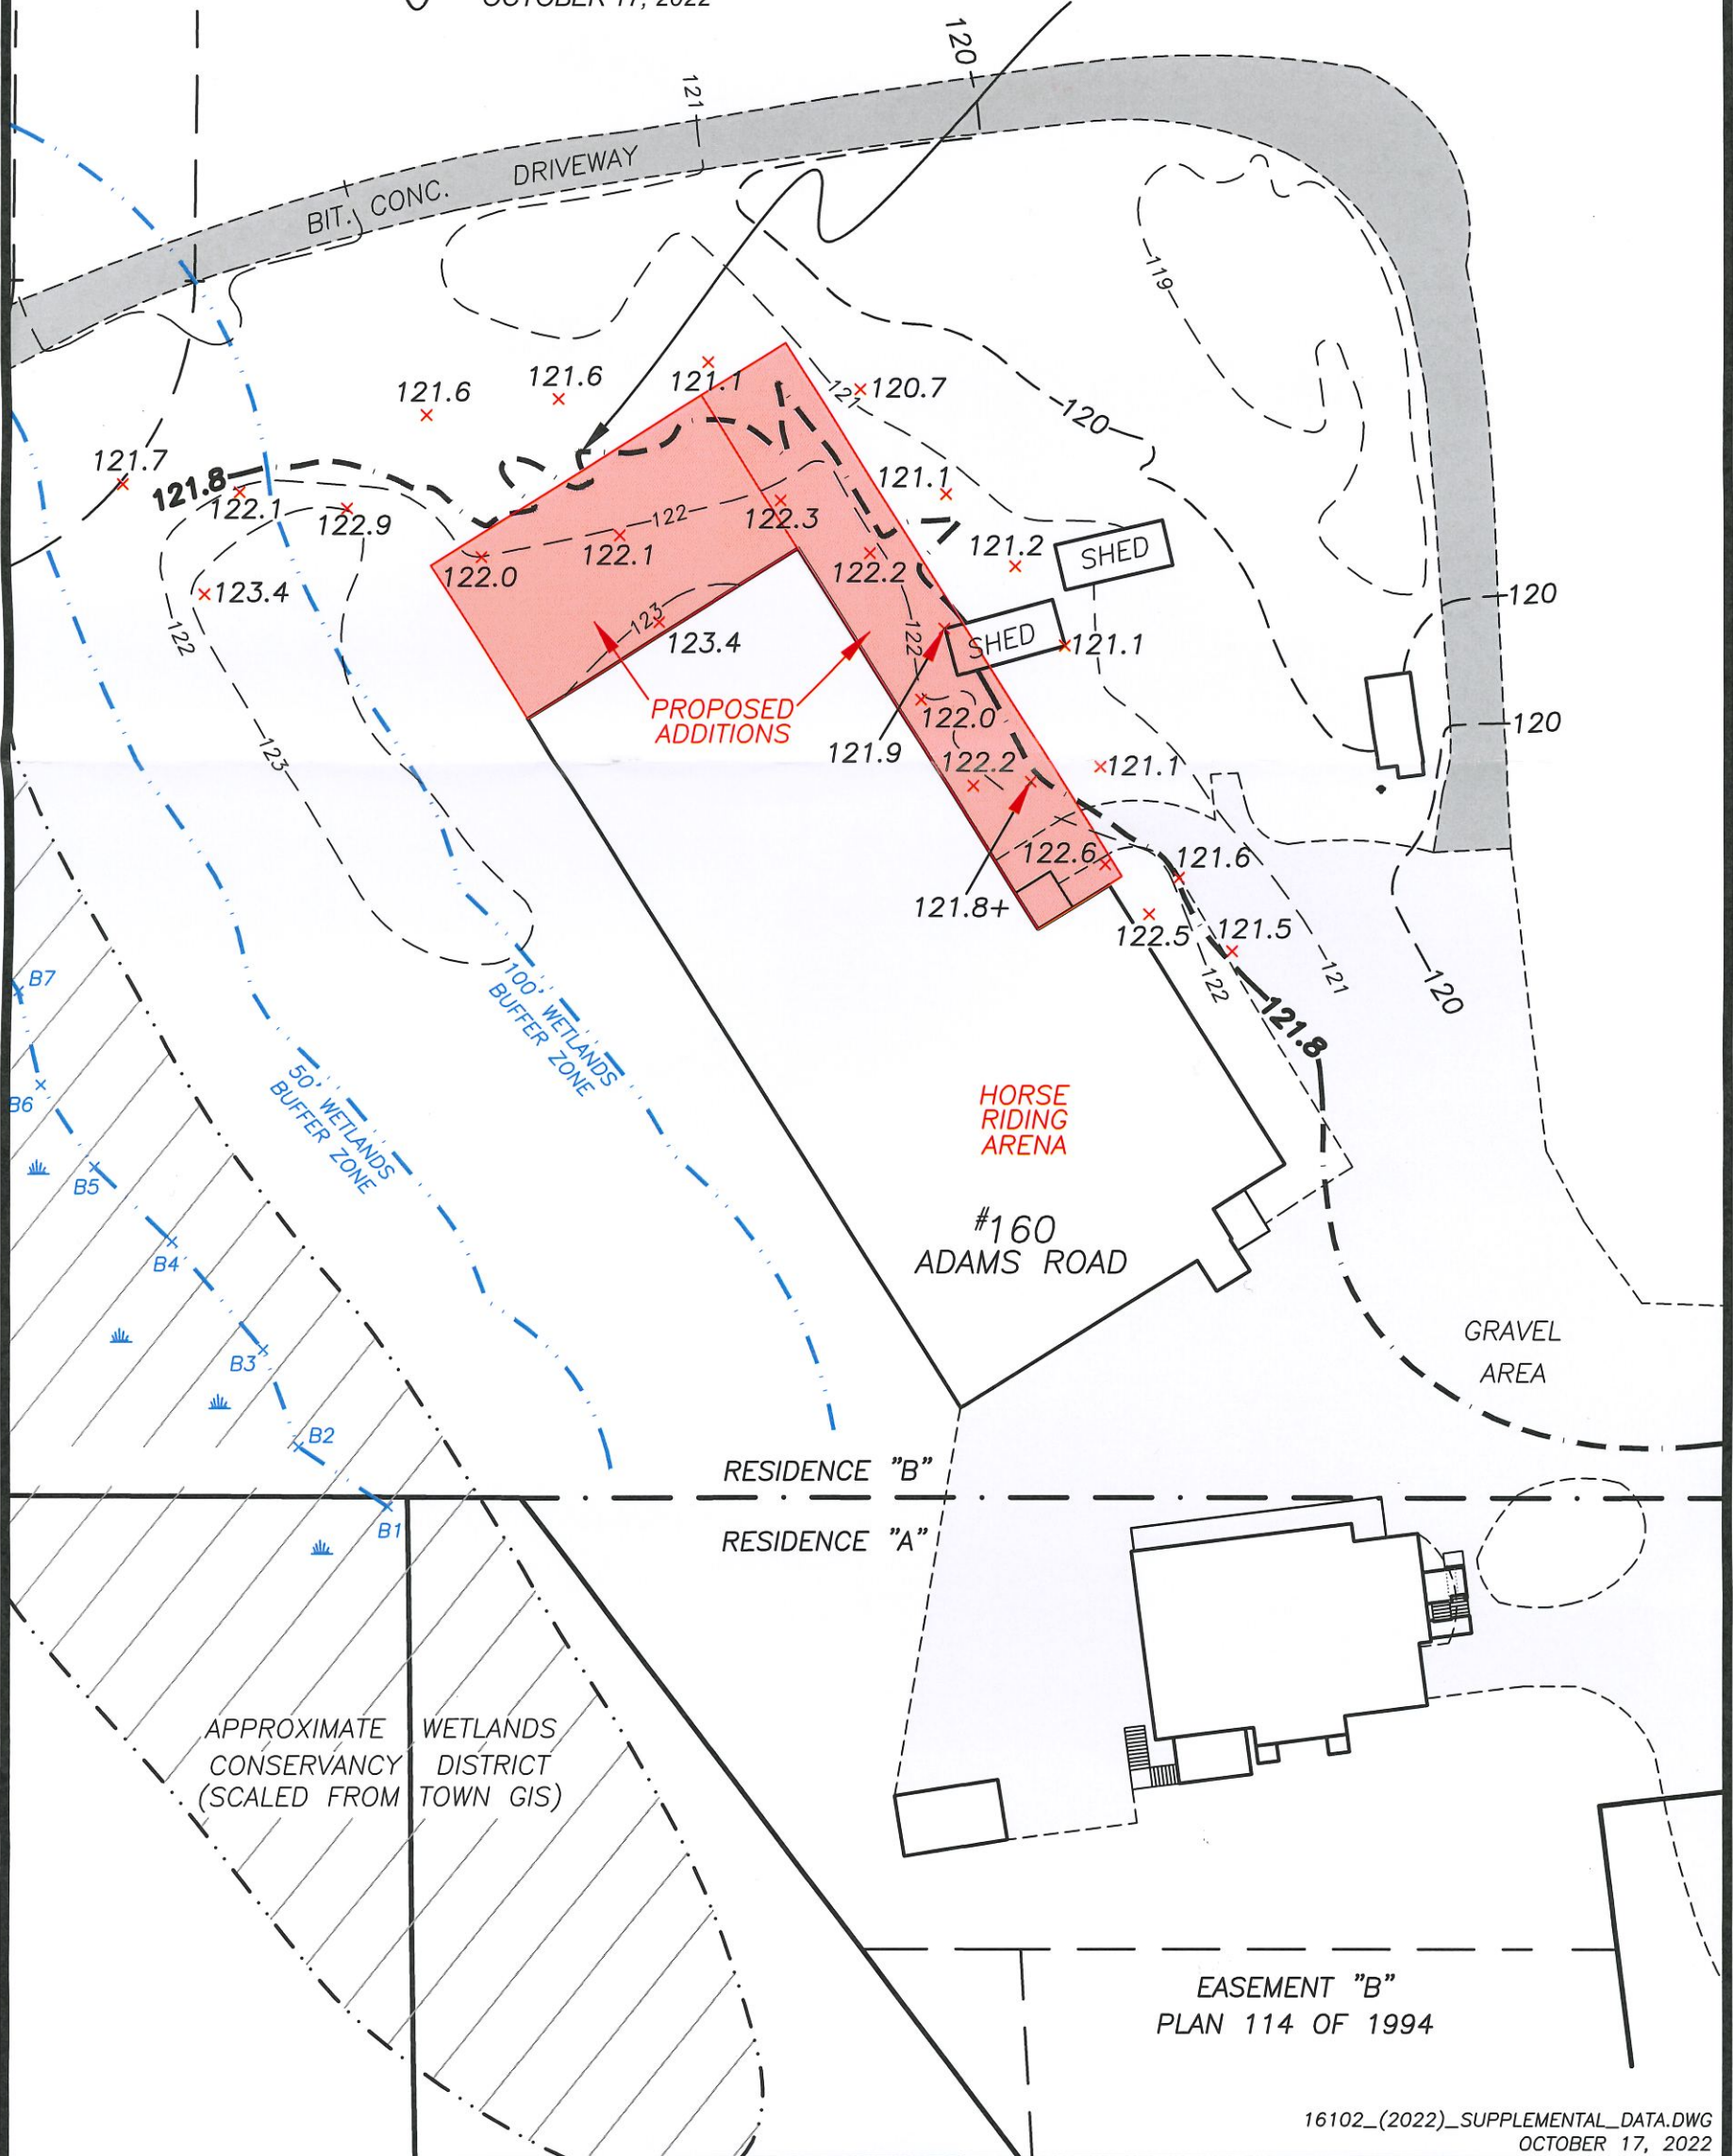 OCTOBER 17, 2022
120
121
BIT. CONC. DRIVEWAY
119
121.6
121.6
121.1
121
120.7
120
121.7
121.8
122.1
122.9
121.1
122
122.3
122.1
122.0
121.2
SHED
122.2
123.4
122
123
123.4
122
SHED
121.1
120
PROPOSED
ADDITIONS
122.0
120
123
121.9
122.2
121.1
122.6
121.6
121.8+
122.5
121.5
122
121
120
121.8
B7
100' WETLANDS
BUFFER ZONE
50' WETLANDS
BUFFER ZONE
B6
B5
HORSE
RIDING
ARENA
B4
#160
ADAMS ROAD
B3
GRAVEL
AREA
B2
RESIDENCE "B"
B1
RESIDENCE "A"
APPROXIMATE WETLANDS
CONSERVANCY DISTRICT
(SCALED FROM TOWN GIS)
EASEMENT "B"
PLAN 114 OF 1994
16102_(2022)_SUPPLEMENTAL_DATA.DWG
OCTOBER 17, 2022